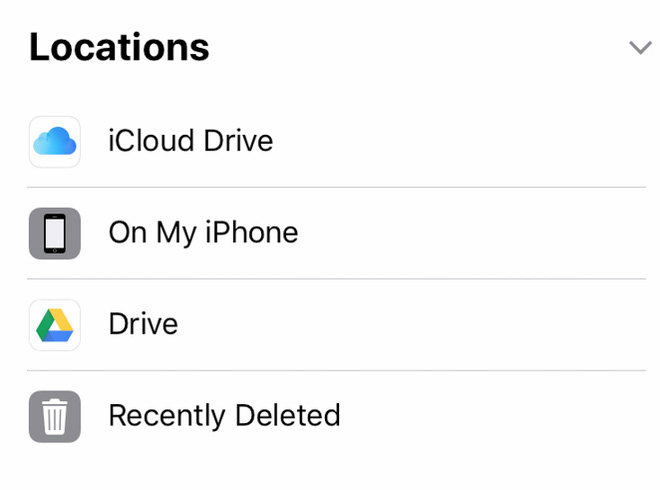 Locations
iCloud Drive
On My iPhone
Drive
Recently Deleted